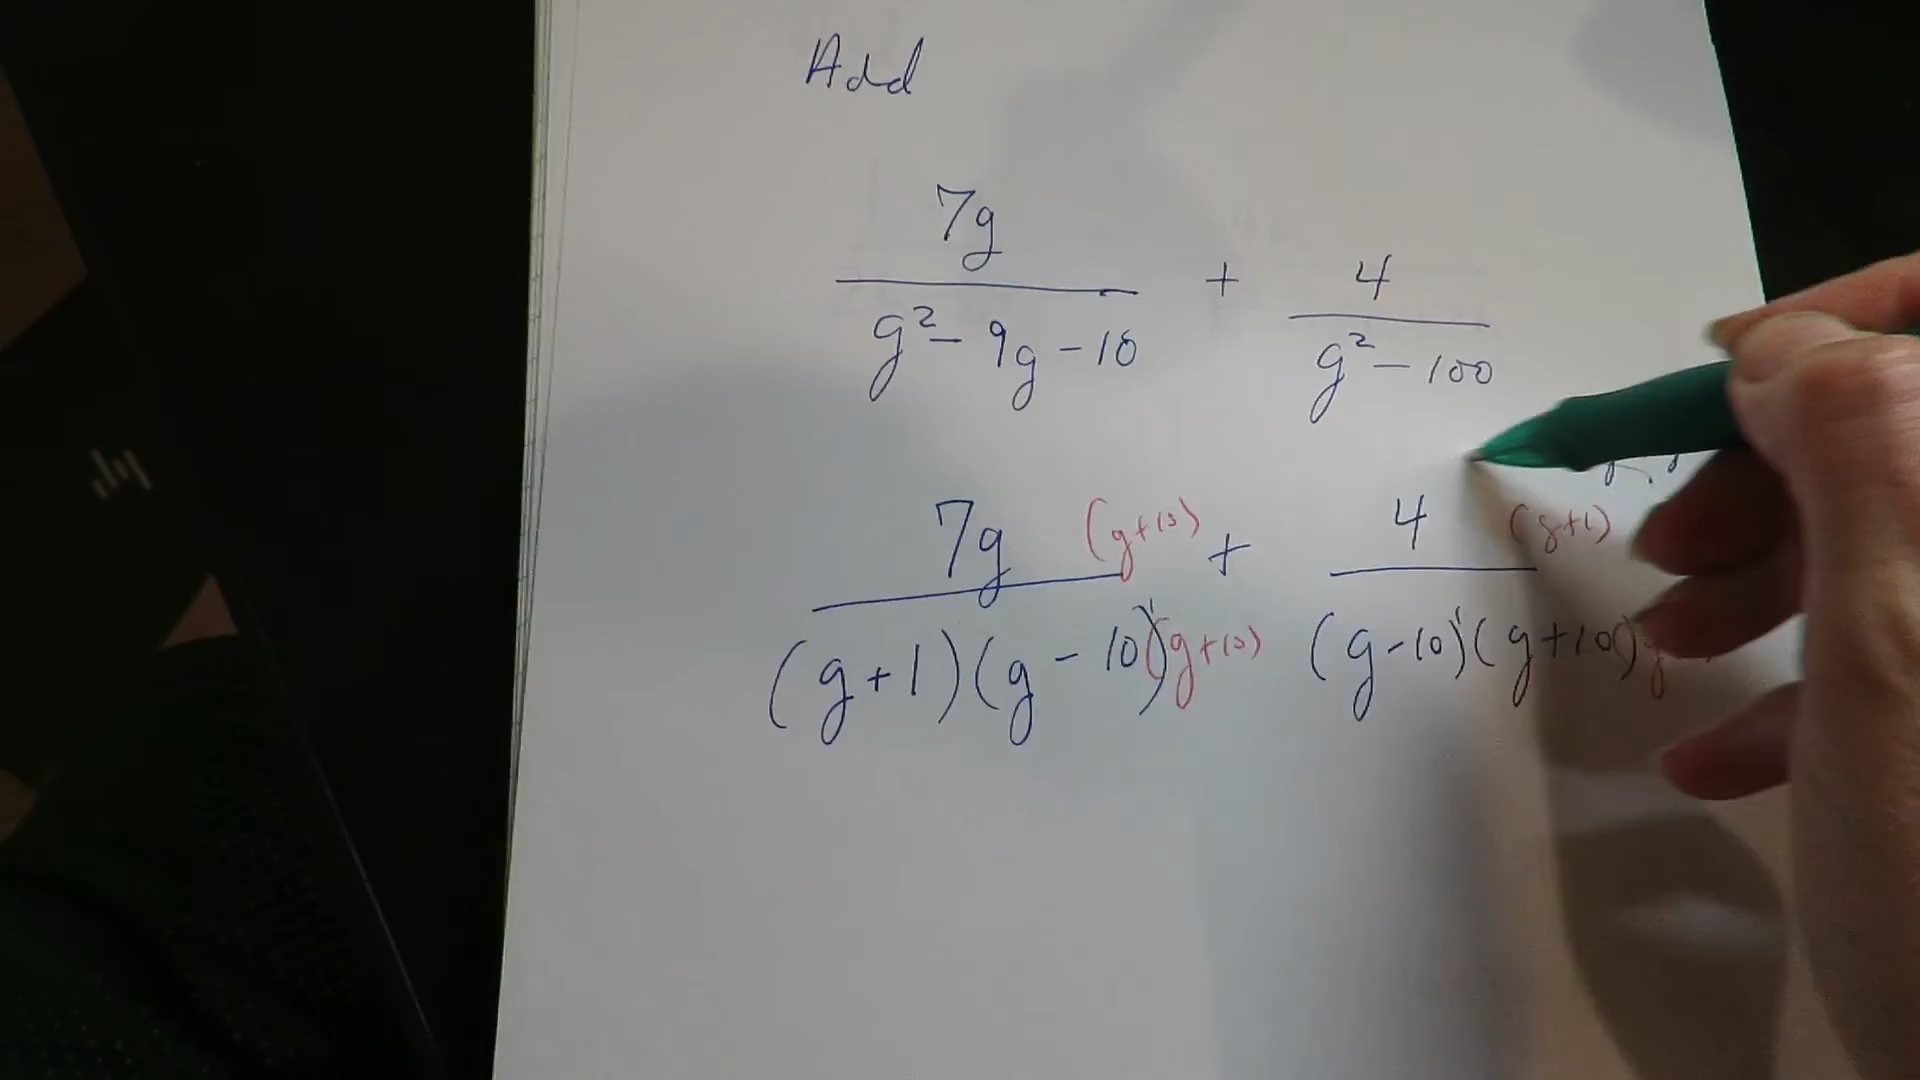 Add
7g
g² - 9g - 10
+
4
g² - 100
7g (g+10)
(g+1)(g - 10)(g+10)
+
4 (g+1)
(g-10)(g+10)